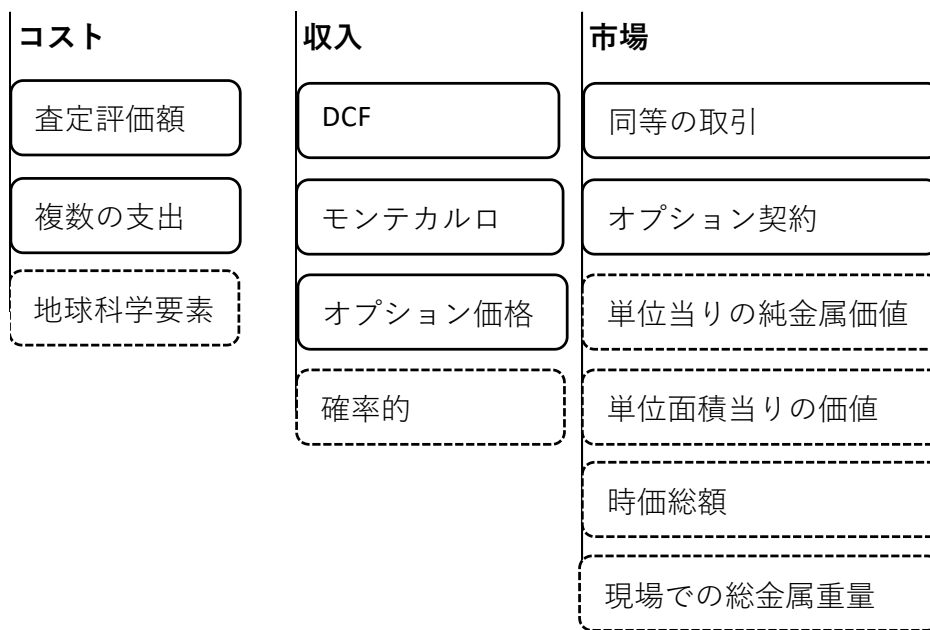 コスト
査定評価額
複数の支出
地球科学要素
収入
DCF
モンテカルロ
オプション価格
確率的
市場
同等の取引
オプション契約
単位当りの純金属価値
単位面積当りの価値
時価総額
現場での総金属重量